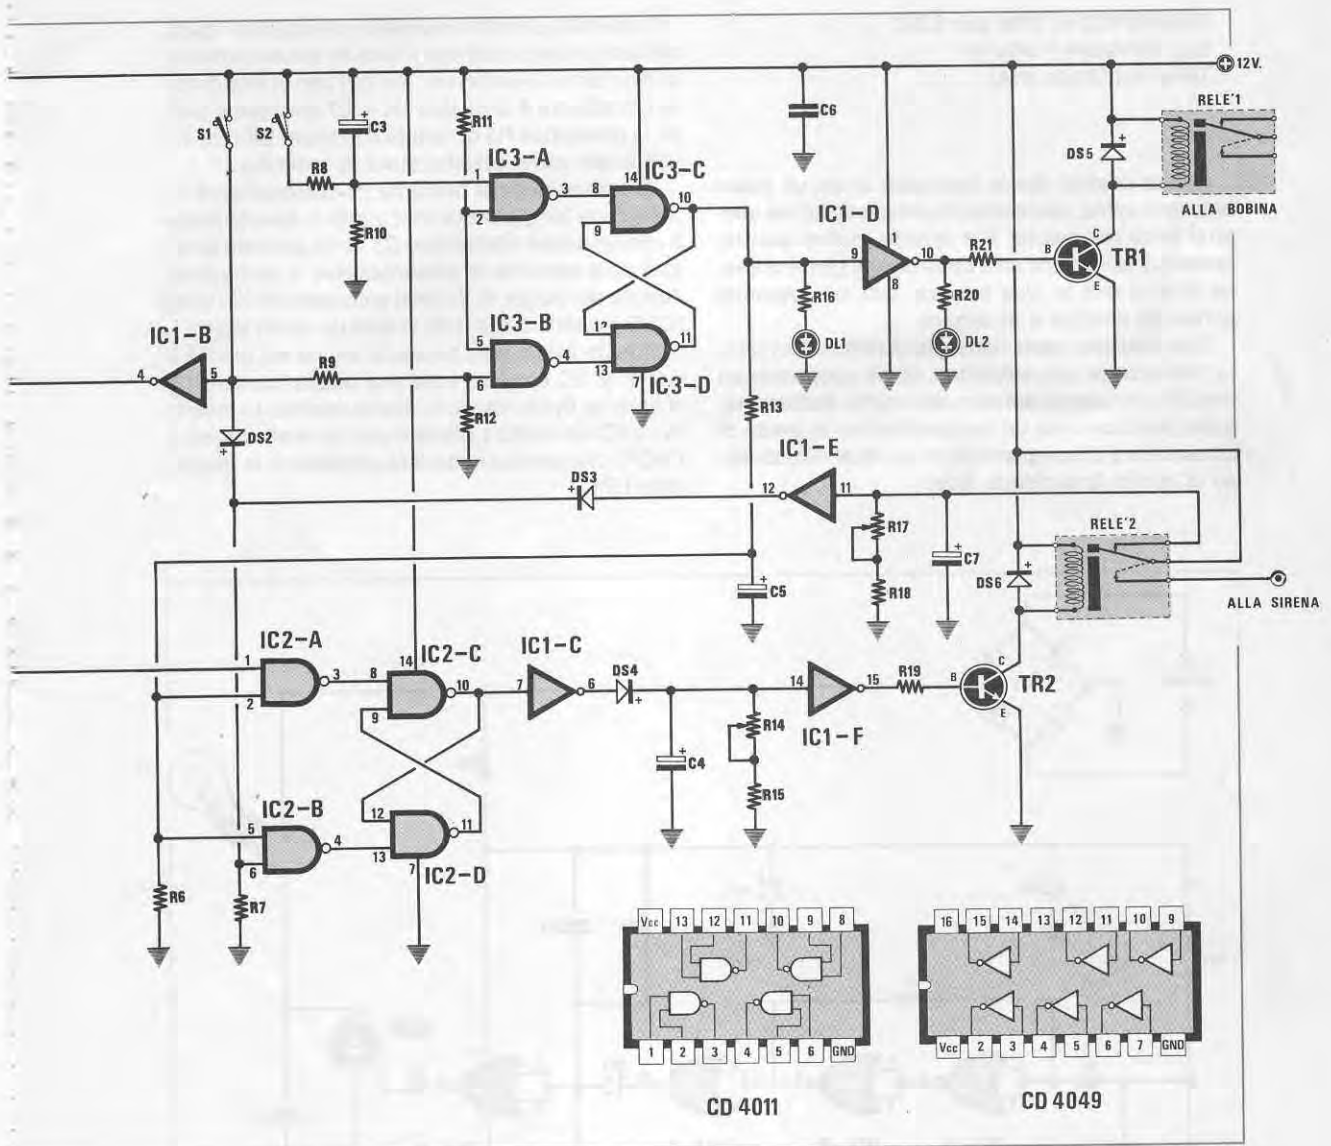 12V.
RELE'1
S1
S2
C3
R11
C6
DS5
R8
IC3-A
IC3-C
1
2
3
8
14
10
9
R10
IC1-D
1
9
10
8
R21
B
C
E
TR1
ALLA BOBINA
IC1-B
4
5
R9
IC3-B
5
6
4
12
13
11
7
IC3-D
R16
R20
DL1
DL2
R12
R13
DS2
DS3
IC1-E
12
11
R17
R18
C7
RELE'2
DS6
C5
ALLA SIRENA
IC2-A
1
2
3
8
14
IC2-C
10
9
IC1-C
7
6
DS4
14
15
IC1-F
R19
B
C
E
TR2
R14
C4
R15
IC2-B
5
6
4
12
13
11
7
IC2-D
R6
R7
Vcc 13 12 11 10 9 8
1 2 3 4 5 6 GND
CD 4011
16 15 14 13 12 11 10 9
Vcc 2 3 4 5 6 7 GND
CD 4049